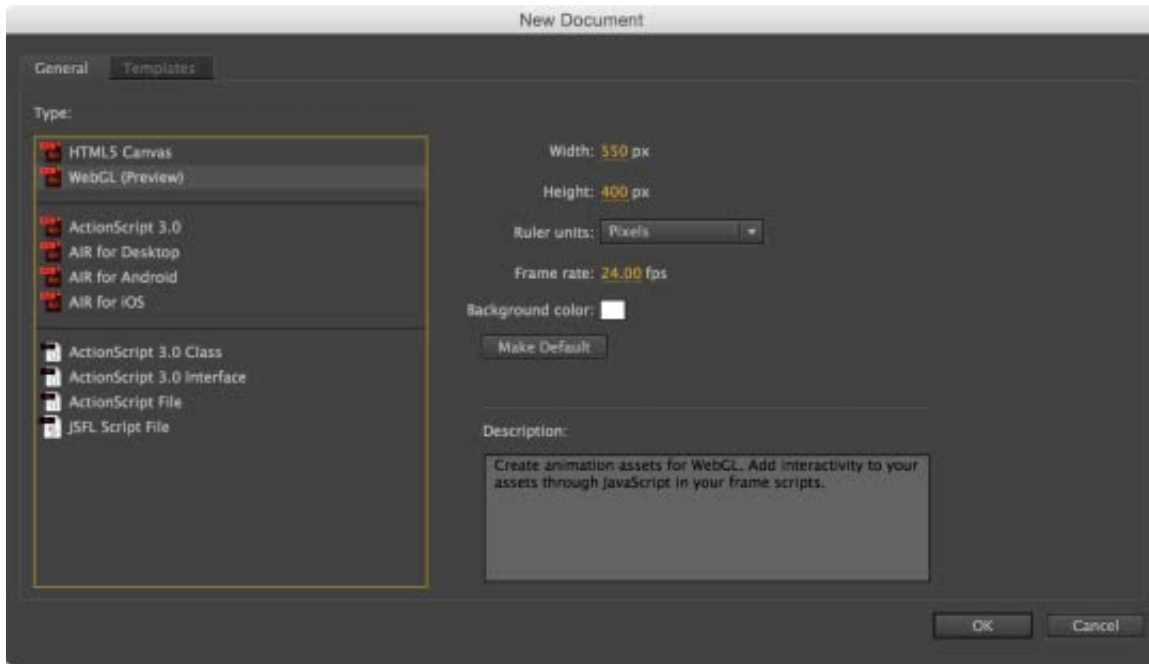 New Document
General
Templates
Type:
HTML5 Canvas
WebGL (Preview)
ActionScript 3.0
AIR for Desktop
AIR for Android
AIR for iOS
ActionScript 3.0 Class
ActionScript 3.0 Interface
ActionScript File
JSFL Script File
Width: 550 px
Height: 400 px
Ruler units: Pixels
Frame rate: 24.00 fps
Background color:
Make Default
Description:
Create animation assets for WebGL. Add interactivity to your
assets through JavaScript in your frame scripts.
OK
Cancel